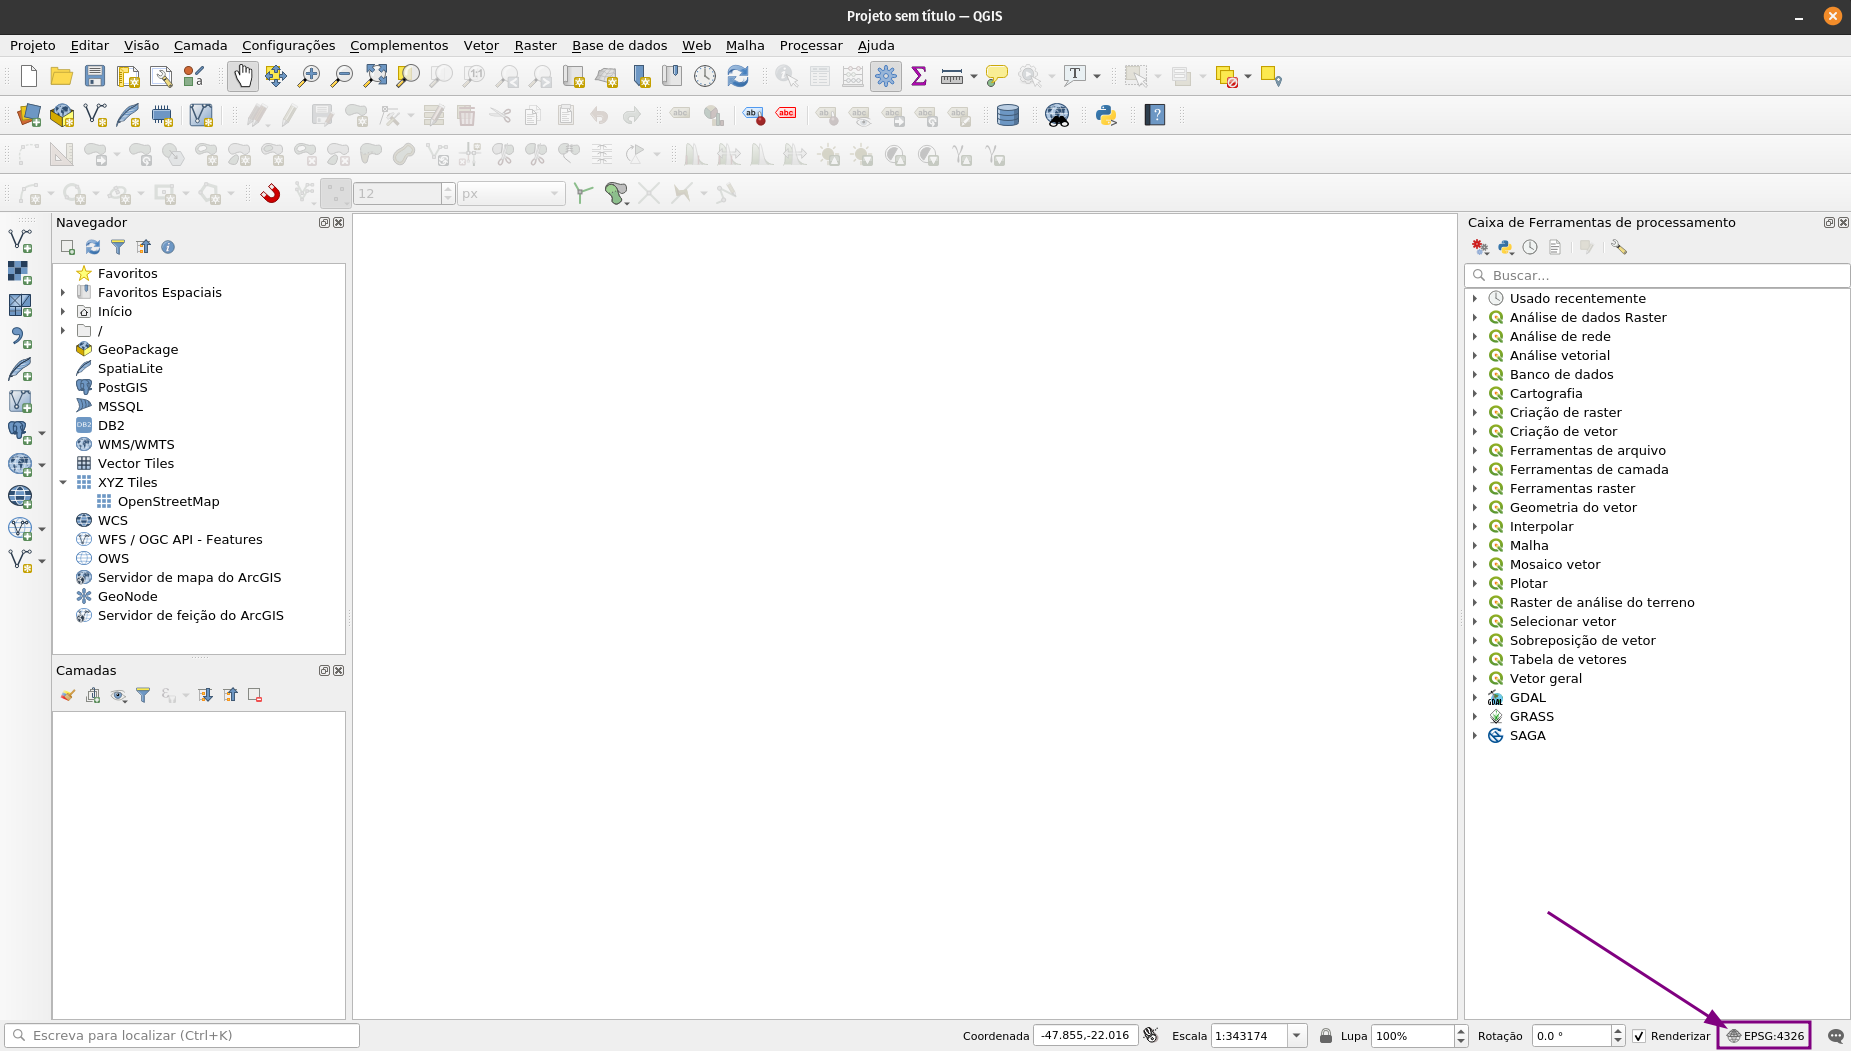 Projeto sem título — QGIS
Projeto Editar Visão Camada Configurações Complementos Vetor Raster Base de dados Web Malha Processar Ajuda
12 px
Navegador
Favoritos
Favoritos Espaciais
Início
/
GeoPackage
SpatiaLite
PostGIS
MSSQL
DB2
WMS/WMTS
Vector Tiles
XYZ Tiles
OpenStreetMap
WCS
WFS / OGC API - Features
OWS
Servidor de mapa do ArcGIS
GeoNode
Servidor de feição do ArcGIS
Camadas
Caixa de Ferramentas de processamento
Buscar...
Usado recentemente
Análise de dados Raster
Análise de rede
Análise vetorial
Banco de dados
Cartografia
Criação de raster
Criação de vetor
Ferramentas de arquivo
Ferramentas de camada
Ferramentas raster
Geometria do vetor
Interpolar
Malha
Mosaico vetor
Plotar
Raster de análise do terreno
Selecionar vetor
Sobreposição de vetor
Tabela de vetores
Vetor geral
GDAL
GRASS
SAGA
Escreva para localizar (Ctrl+K) Coordenada -47.855,-22.016 Escala 1:343174 Lupa 100% Rotação 0.0 ° Renderizar EPSG:4326